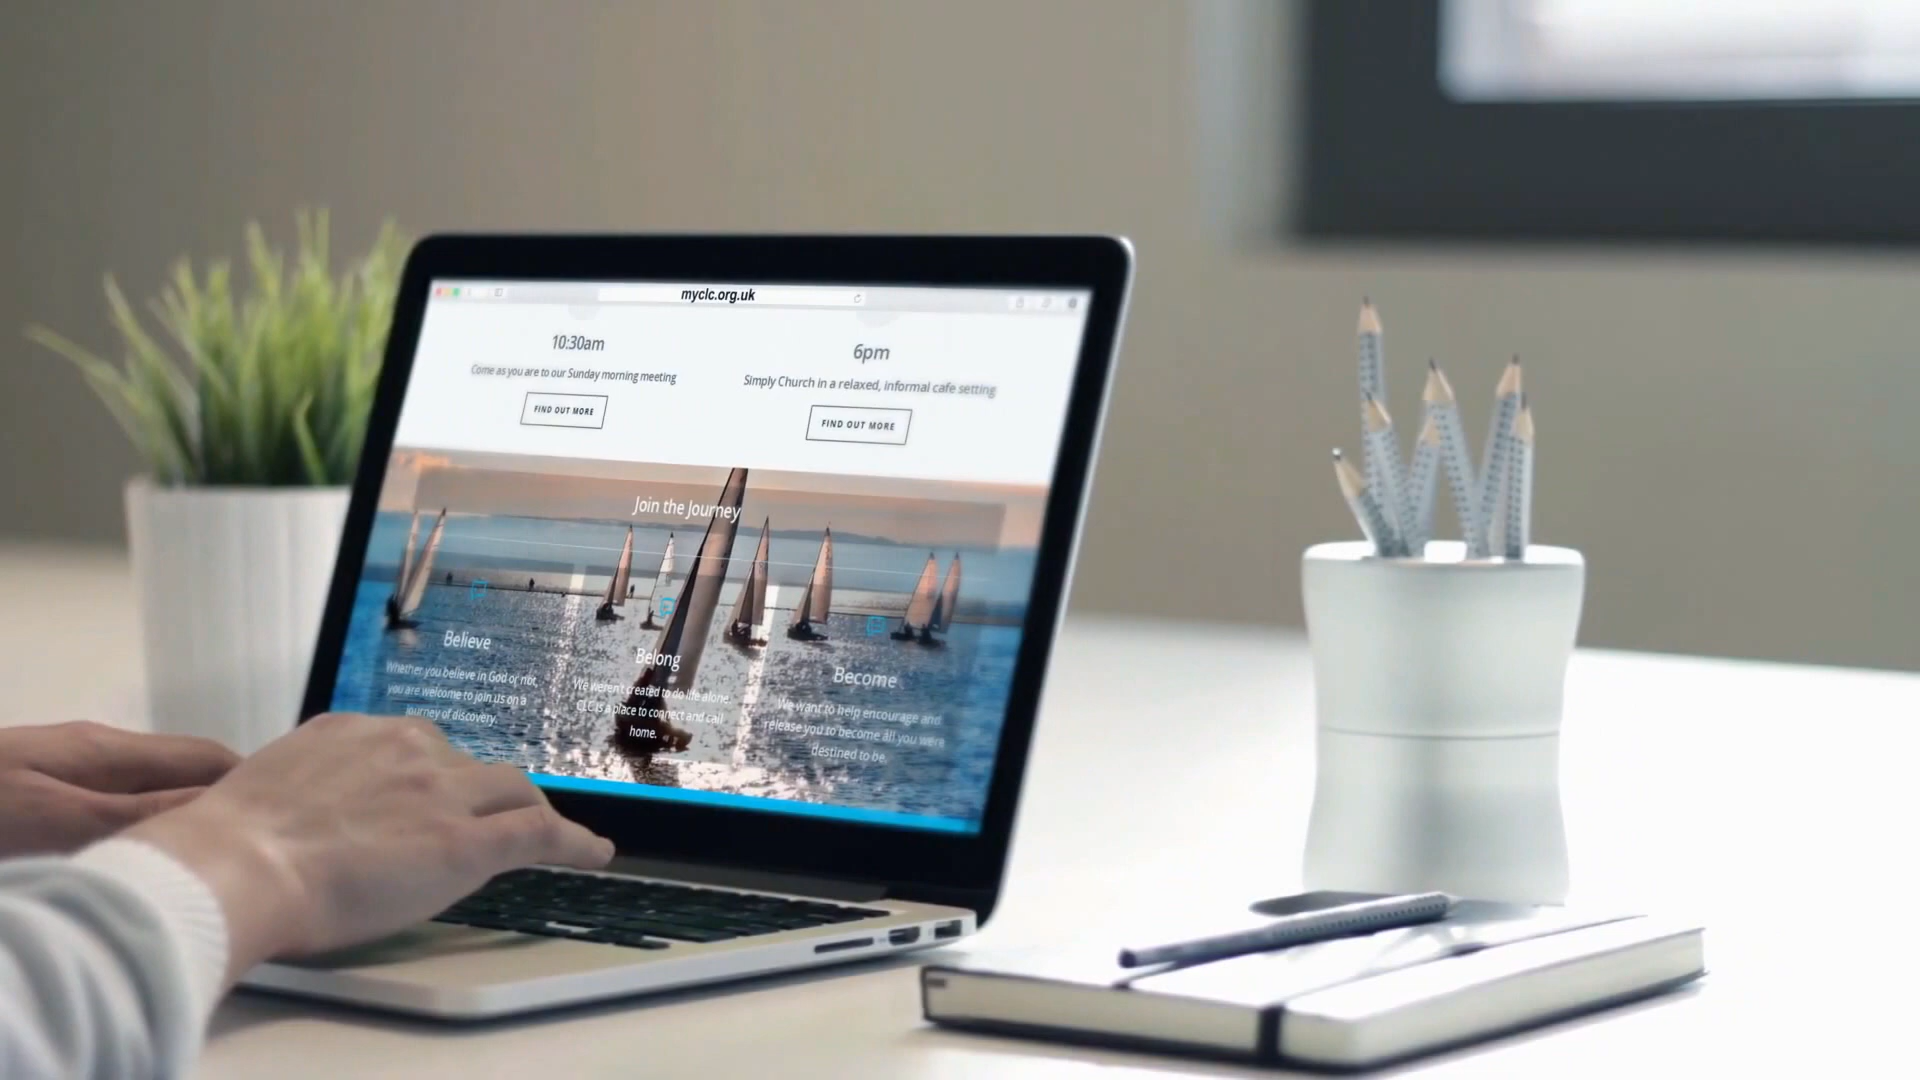 myclc.org.uk
10:30am
Come as you are to our Sunday morning meeting
FIND OUT MORE
6pm
Simply Church in a relaxed, informal cafe setting
FIND OUT MORE
Join the Journey
Believe
Whether you believe in God or not,
you are welcome to join us on a
journey of discovery.
Belong
We weren't created to do life alone.
CLC is a place to connect and call
home.
Become
We want to help encourage and
release you to become all you were
destined to be.